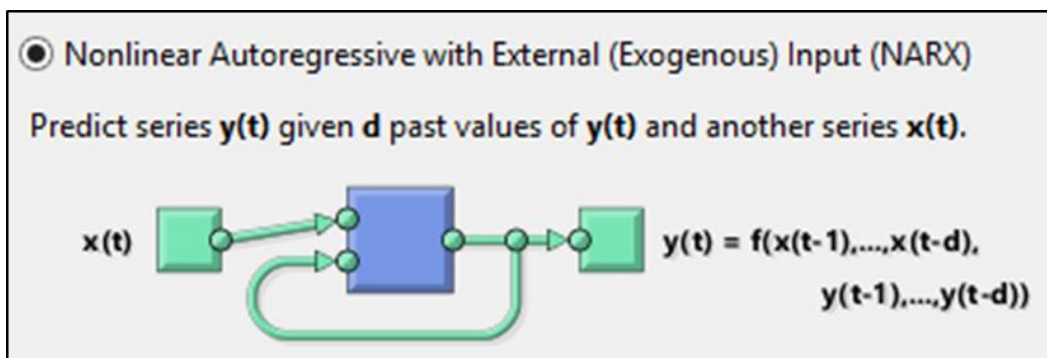 Nonlinear Autoregressive with External (Exogenous) Input (NARX)
Predict series y(t) given d past values of y(t) and another series x(t).
x(t)
y(t) = f(x(t-1),...,x(t-d),
y(t-1),...,y(t-d))